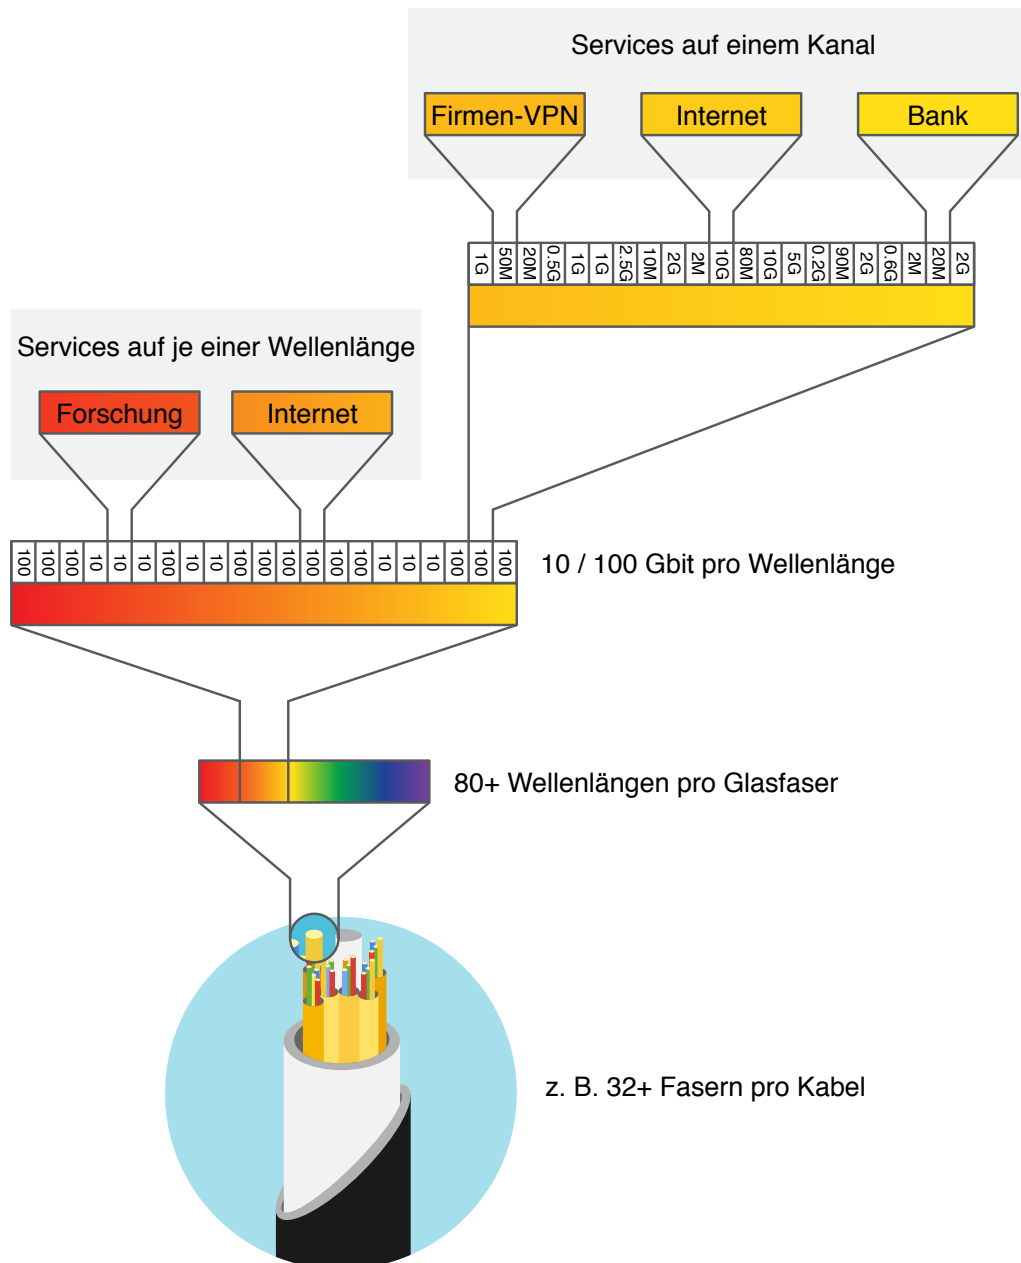 Services auf einem Kanal
Firmen-VPN Internet Bank
1G 50M 20M 0.5G 1G 1G 2.5G 10M 2G 2M 10G 80M 10G 5G 0.2G 90M 2G 0.6G 2M 20M 2G
Services auf je einer Wellenlänge
Forschung Internet
100 100 100 10 10 10 100 10 10 100 100 100 100 100 100 10 10 10 100 100 100
10 / 100 Gbit pro Wellenlänge
80+ Wellenlängen pro Glasfaser
z. B. 32+ Fasern pro Kabel